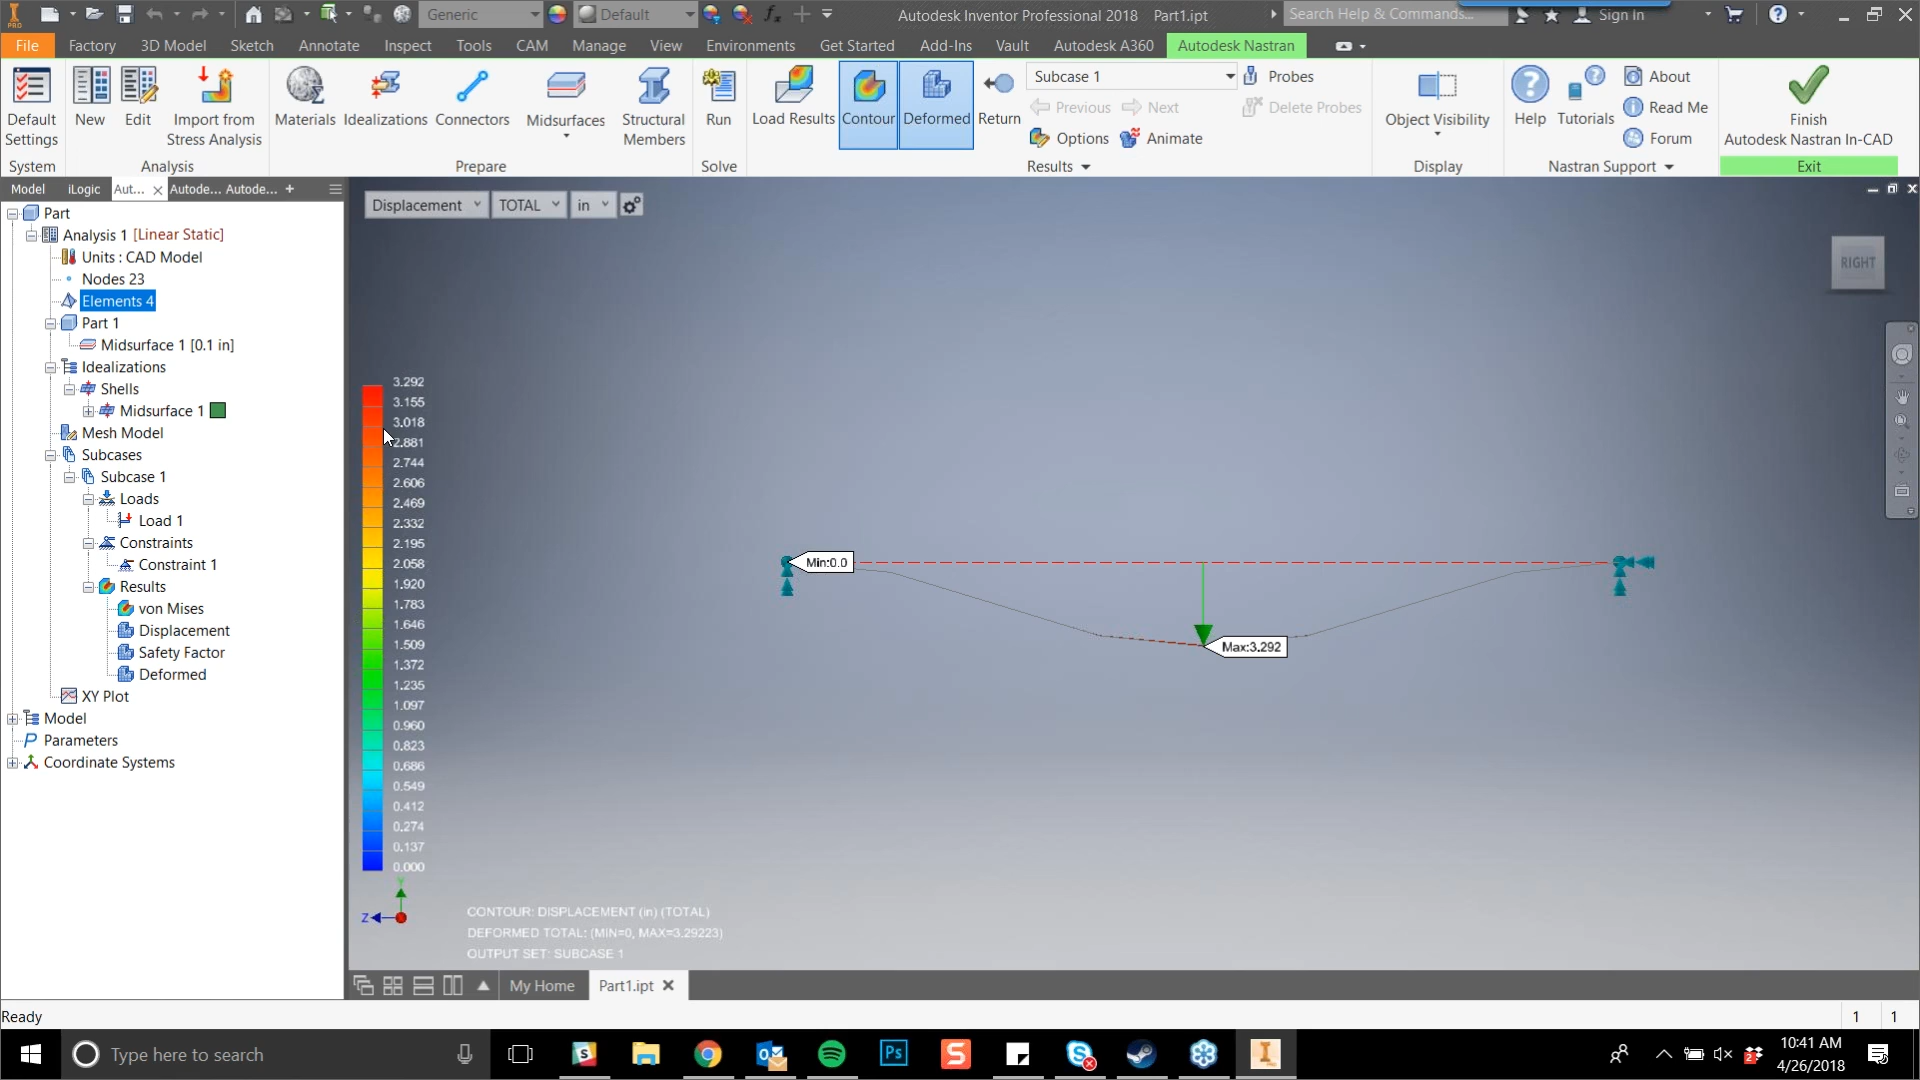 PRO
Generic
Default
Autodesk Inventor Professional 2018 Part1.ipt
Search Help & Commands...
Sign In
File Factory 3D Model Sketch Annotate Inspect Tools CAM Manage View Environments Get Started Add-Ins Vault Autodesk A360 Autodesk Nastran
Default Settings
System
New
Edit
Import from Stress Analysis
Analysis
Materials
Idealizations
Connectors
Midsurfaces
Structural Members
Prepare
Run
Solve
Load Results
Contour
Deformed
Return
Subcase 1
Previous
Next
Options
Animate
Probes
Delete Probes
Results
Object Visibility
Display
Help
Tutorials
About
Read Me
Forum
Nastran Support
Finish
Autodesk Nastran In-CAD
Exit
Model iLogic Aut... Autode... Autode...
Part
Analysis 1 [Linear Static]
Units : CAD Model
Nodes 23
Elements 4
Part 1
Midsurface 1 [0.1 in]
Idealizations
Shells
Midsurface 1
Mesh Model
Subcases
Subcase 1
Loads
Load 1
Constraints
Constraint 1
Results
von Mises
Displacement
Safety Factor
Deformed
XY Plot
Model
Parameters
Coordinate Systems
Displacement TOTAL in
RIGHT
3.292
3.155
3.018
2.881
2.744
2.606
2.469
2.332
2.195
2.058
1.920
1.783
1.646
1.509
1.372
1.235
1.097
0.960
0.823
0.686
0.549
0.412
0.274
0.137
0.000
Min:0.0
Max:3.292
Y
Z
CONTOUR: DISPLACEMENT (in) (TOTAL)
DEFORMED TOTAL: (MIN=0, MAX=3.29223)
OUTPUT SET: SUBCASE 1
My Home Part1.ipt
Ready
1 1
Type here to search
Ps
10:41 AM
4/26/2018